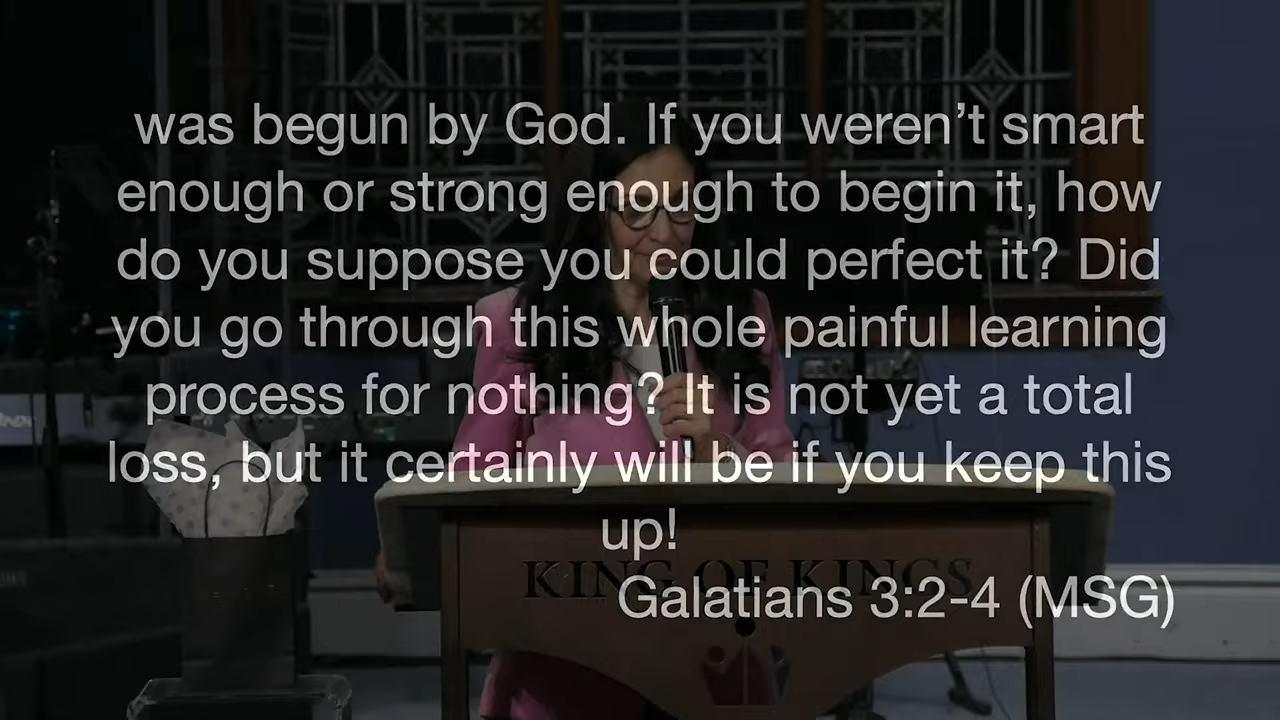 was begun by God. If you weren’t smart
enough or strong enough to begin it, how
do you suppose you could perfect it? Did
you go through this whole painful learning
process for nothing? It is not yet a total
loss, but it certainly will be if you keep this
up!
Galatians 3:2-4 (MSG)
KING OF KINGS